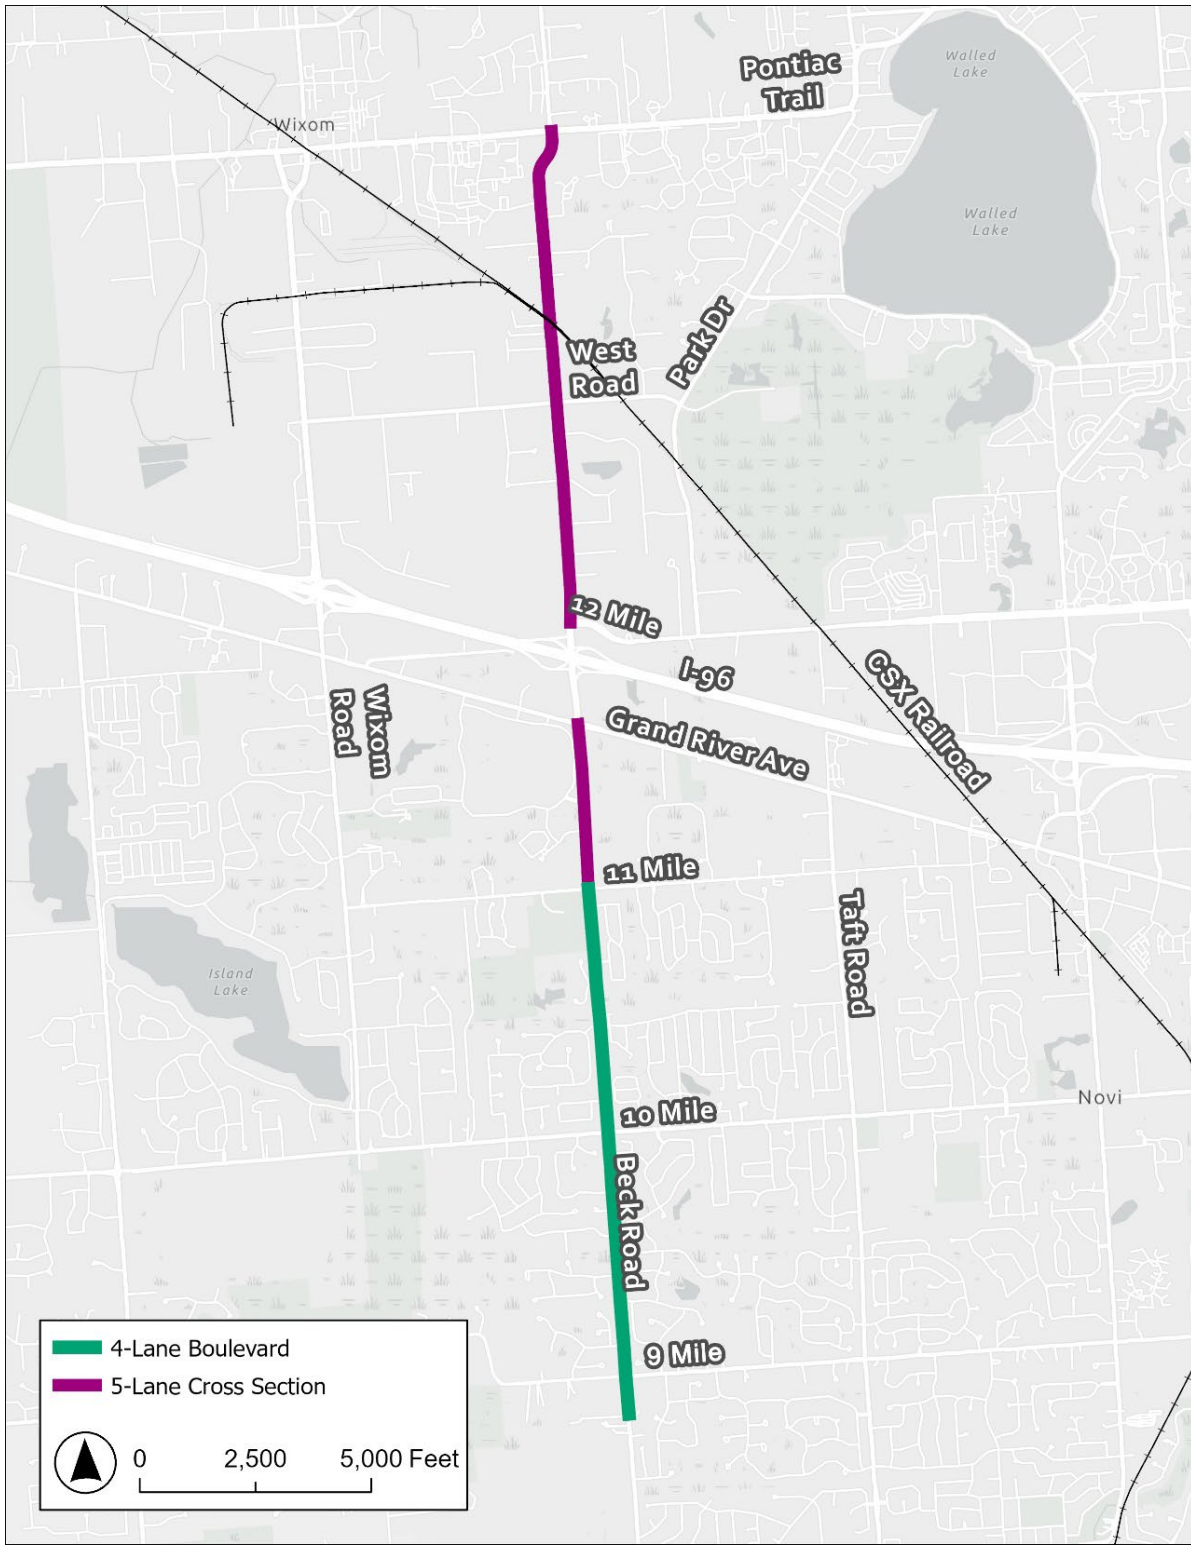 Walled
Lake
Pontiac
Trail
Wixom
Walled
Lake
Park Dr
West
Road
12 Mile
I-96
CSX Railroad
Wixom
Road
Grand River Ave
11 Mile
Taft Road
Island
Lake
Novi
10 Mile
Beck Road
9 Mile
4-Lane Boulevard
5-Lane Cross Section
0 2,500 5,000 Feet